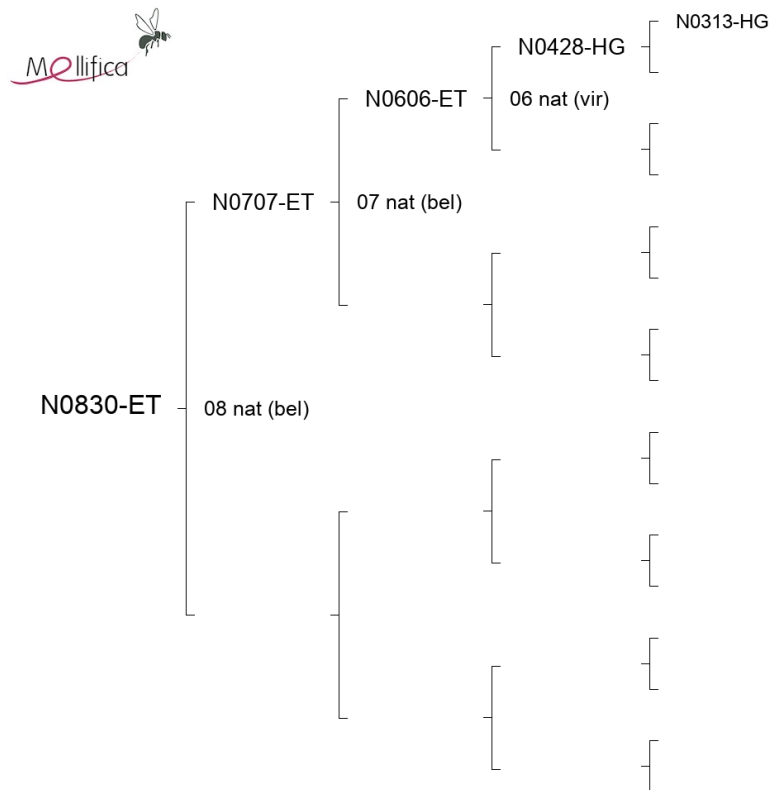 Mellifica
N0313-HG
N0428-HG
N0606-ET
06 nat (vir)
N0707-ET
07 nat (bel)
N0830-ET
08 nat (bel)